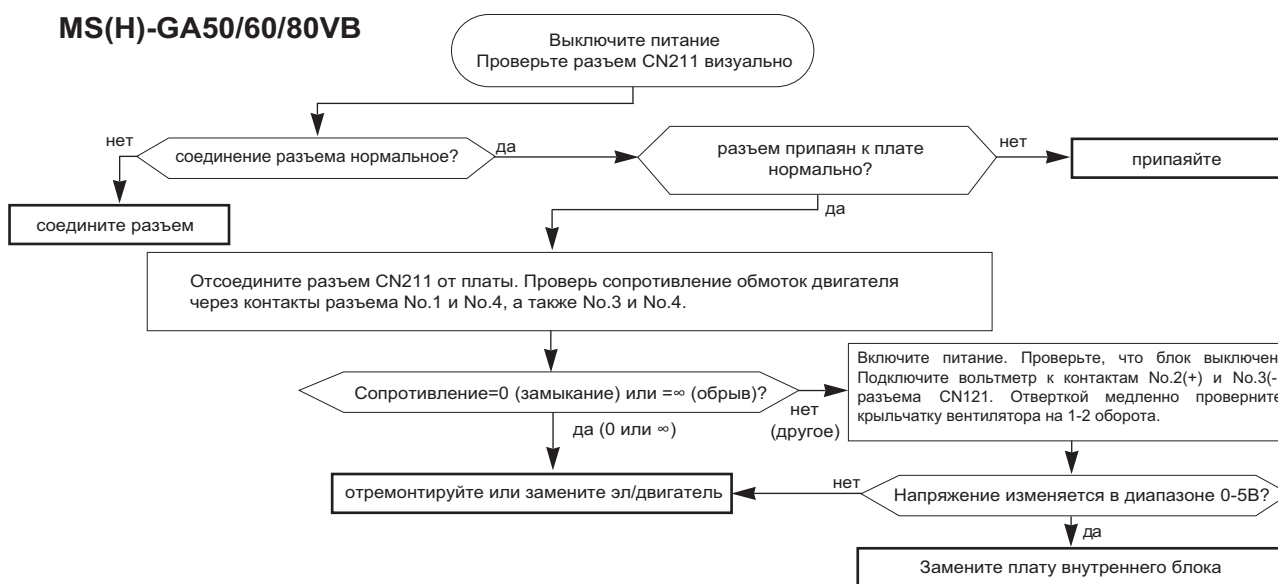 MS(H)-GA50/60/80VB
Выключите питание
Проверьте разъем CN211 визуально
нет
соединение разъема нормальное?
да
разъем припаян к плате
нормально?
нет
припаяйте
соедините разъем
да
Отсоедините разъем CN211 от платы. Проверь сопротивление обмоток двигателя
через контакты разъема No.1 и No.4, а также No.3 и No.4.
Сопротивление=0 (замыкание) или =∞ (обрыв)?
нет
(другое)
Включите питание. Проверьте, что блок выключен
Подключите вольтметр к контактам No.2(+) и No.3(-
разъема CN121. Отверткой медленно проверните
крыльчатку вентилятора на 1-2 оборота.
да (0 или ∞)
отремонтируйте или замените эл/двигатель
нет
Напряжение изменяется в диапазоне 0-5В?
да
Замените плату внутреннего блока